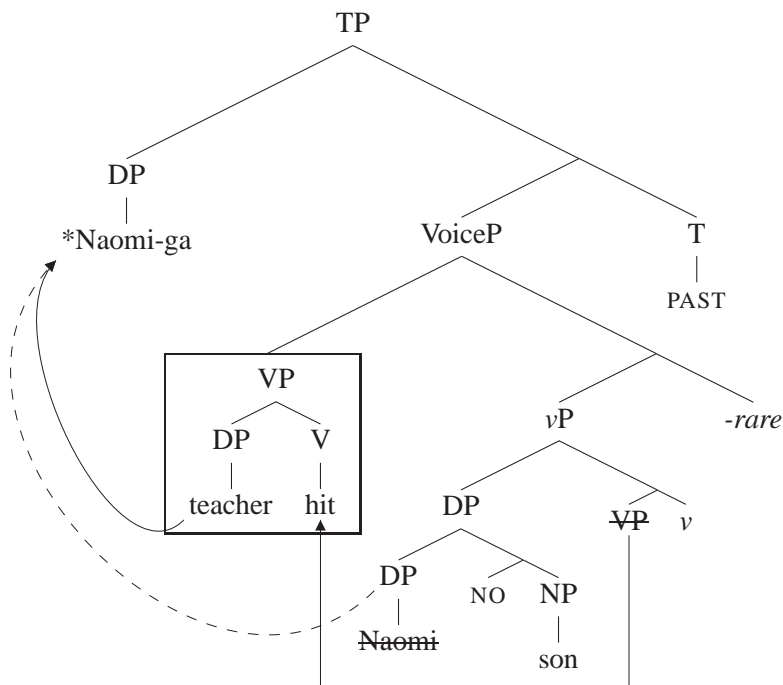 TP
DP
*Naomi-ga
VoiceP
T
PAST
VP
DP V
teacher hit
vP
-rare
DP
VP v
DP
NO NP
Naomi
son